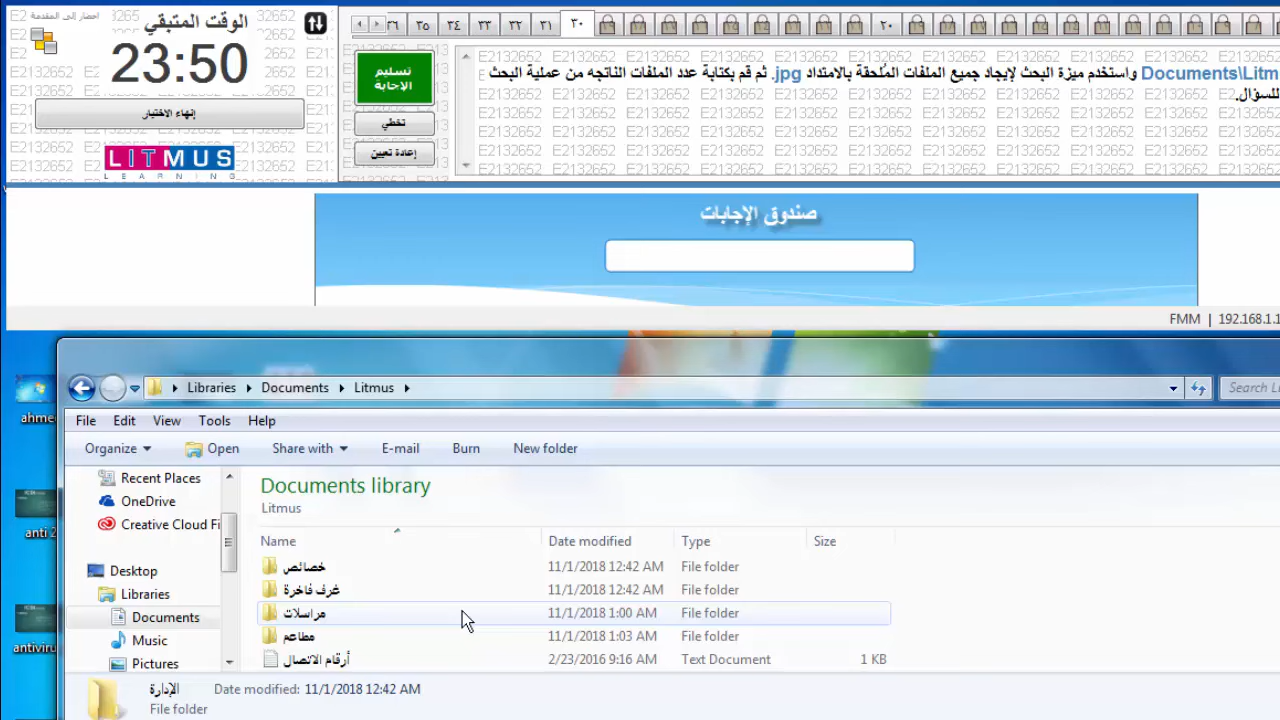 احضار إلى المقدمة
الوقت المتبقي
23:50
إنهاء الاختبار
LITMUS
LEARNING
٣٦ ٣٥ ٣٤ ٣٣ ٣٢ ٣١ ٣٠ ٢٠
تسليم الإجابة
تخطي
إعادة تعيين
Documents\Litm واستخدم ميزة البحث لإيجاد جميع الملفات المُلحقة بالامتداد jpg. ثم قم بكتابة عدد الملفات الناتجه من عملية البحث
للسؤال.
E2132652
صندوق الإجابات
FMM | 192.168.1.1
Libraries Documents Litmus
File Edit View Tools Help
Organize Open Share with E-mail Burn New folder
Recent Places
OneDrive
Creative Cloud Fi
Desktop
Libraries
Documents
Music
Pictures
Documents library
Litmus
Name Date modified Type Size
خصائص 11/1/2018 12:42 AM File folder
غرف فاخرة 11/1/2018 12:42 AM File folder
مراسلات 11/1/2018 1:00 AM File folder
مطاعم 11/1/2018 1:03 AM File folder
أرقام الاتصال 2/23/2016 9:16 AM Text Document 1 KB
الإدارة Date modified: 11/1/2018 12:42 AM
File folder
ahme
anti 2
antiviru